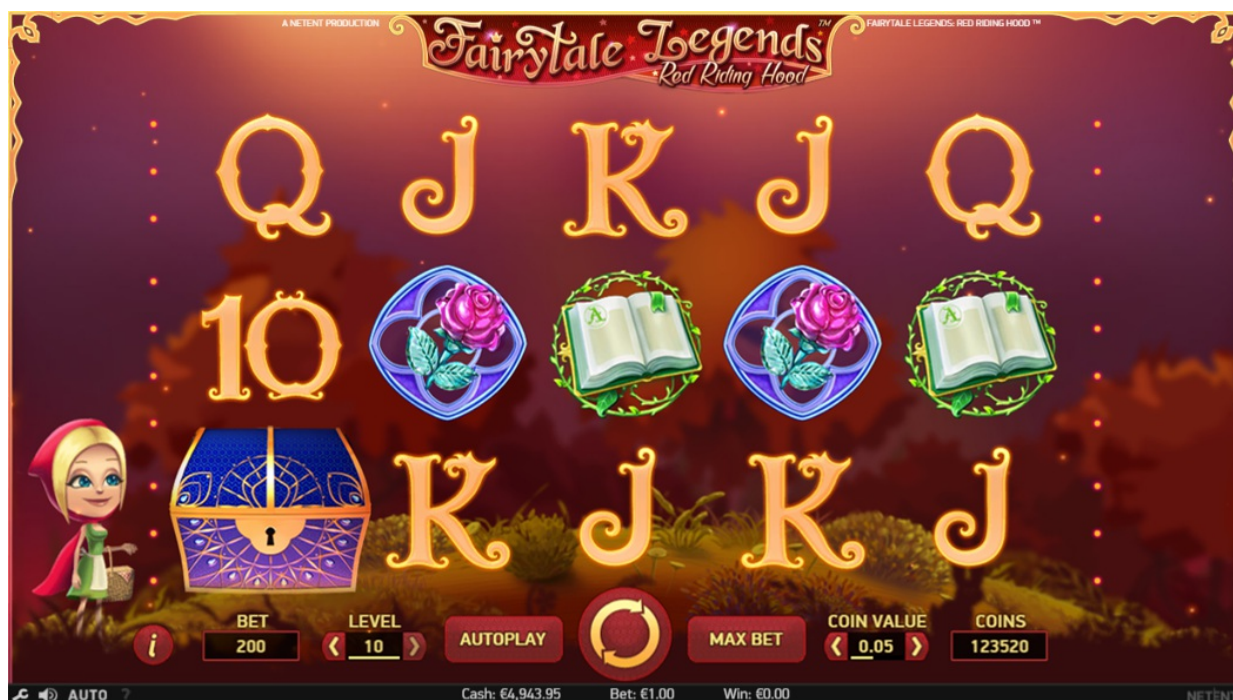 A NETENT PRODUCTION
Fairytale Legends™
Red Riding Hood
FAIRYTALE LEGENDS: RED RIDING HOOD ™
Q J K J Q
10
A A
K J K J
BET
200
LEVEL
10
AUTOPLAY
MAX BET
COIN VALUE
0.05
COINS
123520
i
AUTO ?
Cash: €4,943.95
Bet: €1.00
Win: €0.00
NETENT